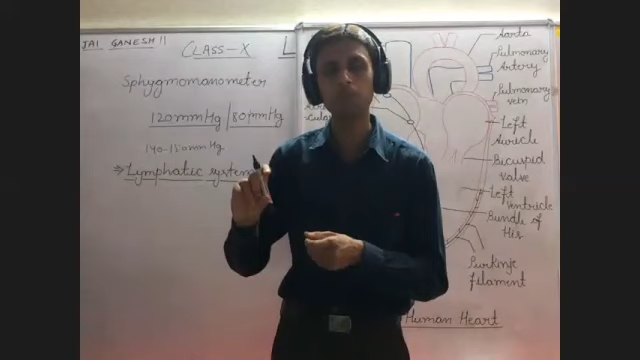 JAI GANESH !!
CLASS-X
L
Sphygmomanometer
120mmHg / 80mmHg
140-150mmHg
⇒ Lymphatic system
Aorta
Pulmonary
Artery
Pulmonary
vein
Left
Auricle
Bicuspid
Valve
Left
Ventricle
Bundle of
His
Purkinje
filament
Human Heart